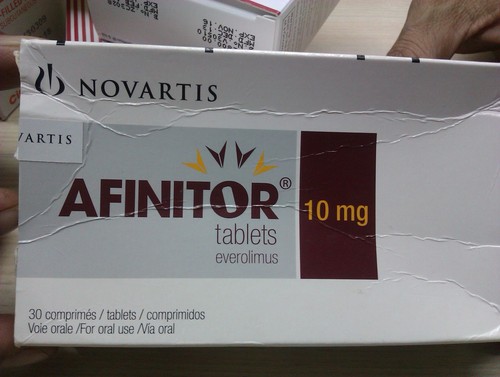 NOVARTIS
VARTIS
AFINITOR®
10 mg
tablets
everolimus
30 comprimés / tablets / comprimidos
Voie orale /For oral use /Vía oral